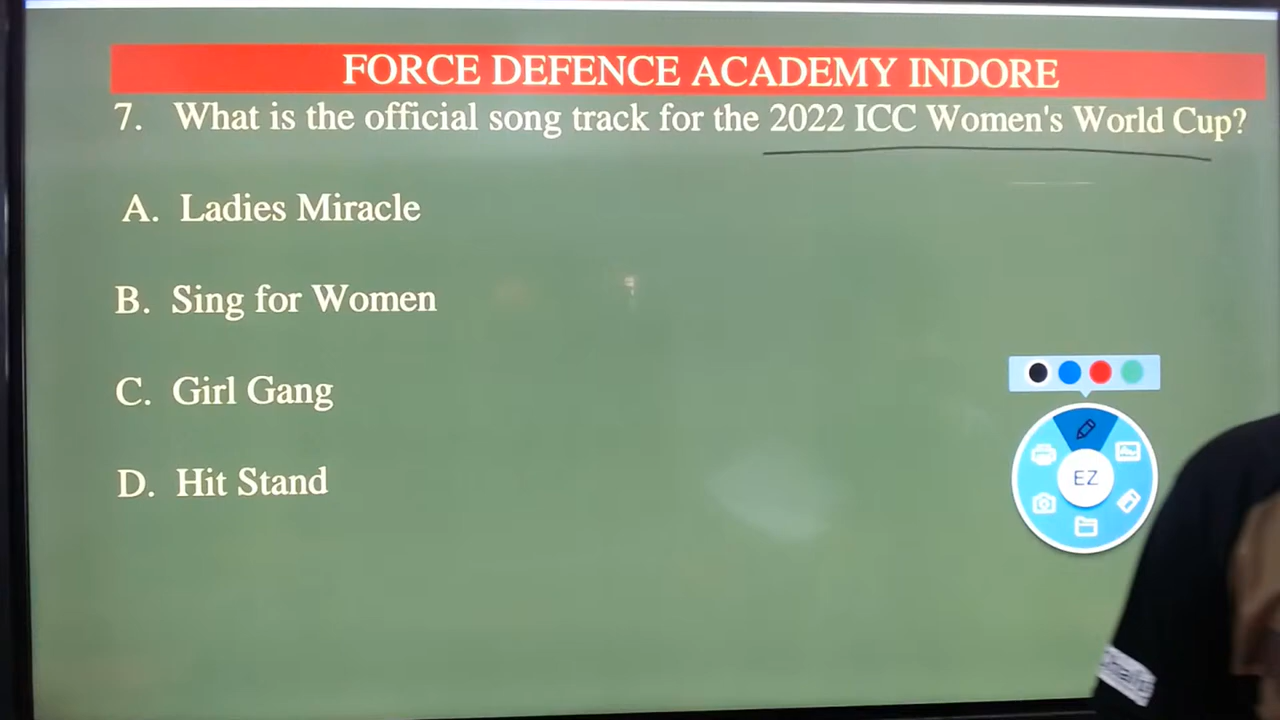 FORCE DEFENCE ACADEMY INDORE
7. What is the official song track for the 2022 ICC Women's World Cup?
A. Ladies Miracle
B. Sing for Women
C. Girl Gang
D. Hit Stand
EZ